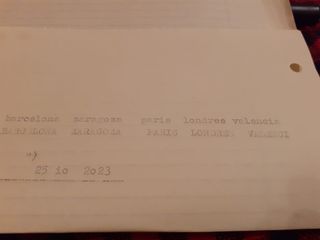 barcelona zaragoza paris londres valencia
BARCELONA ZARAGOZA PARIS LONDRES VALENCI
25 10 2023